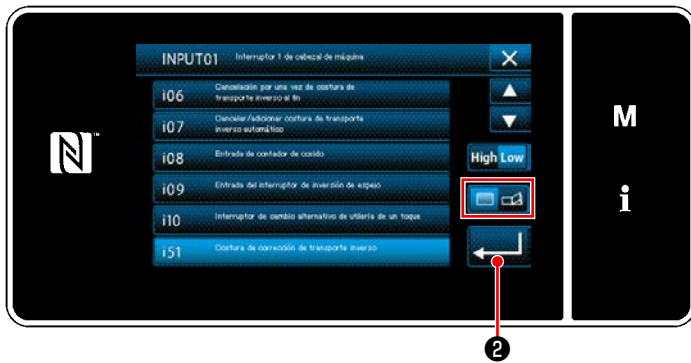 INPUT01 Interruptor 1 de cabezal de máquina
i06 Cancelación por una vez de costura de
transporte inverso al fin
i07 Cancelar/adicionar costura de transporte
inverso automático
i08 Entrada de contador de cosido
High Low
i09 Entrada del interruptor de inversión de espejo
i10 Interruptor de cambio alternativo de utilería de un toque
i51 Costura de corrección de transporte inverso
M
i
❷